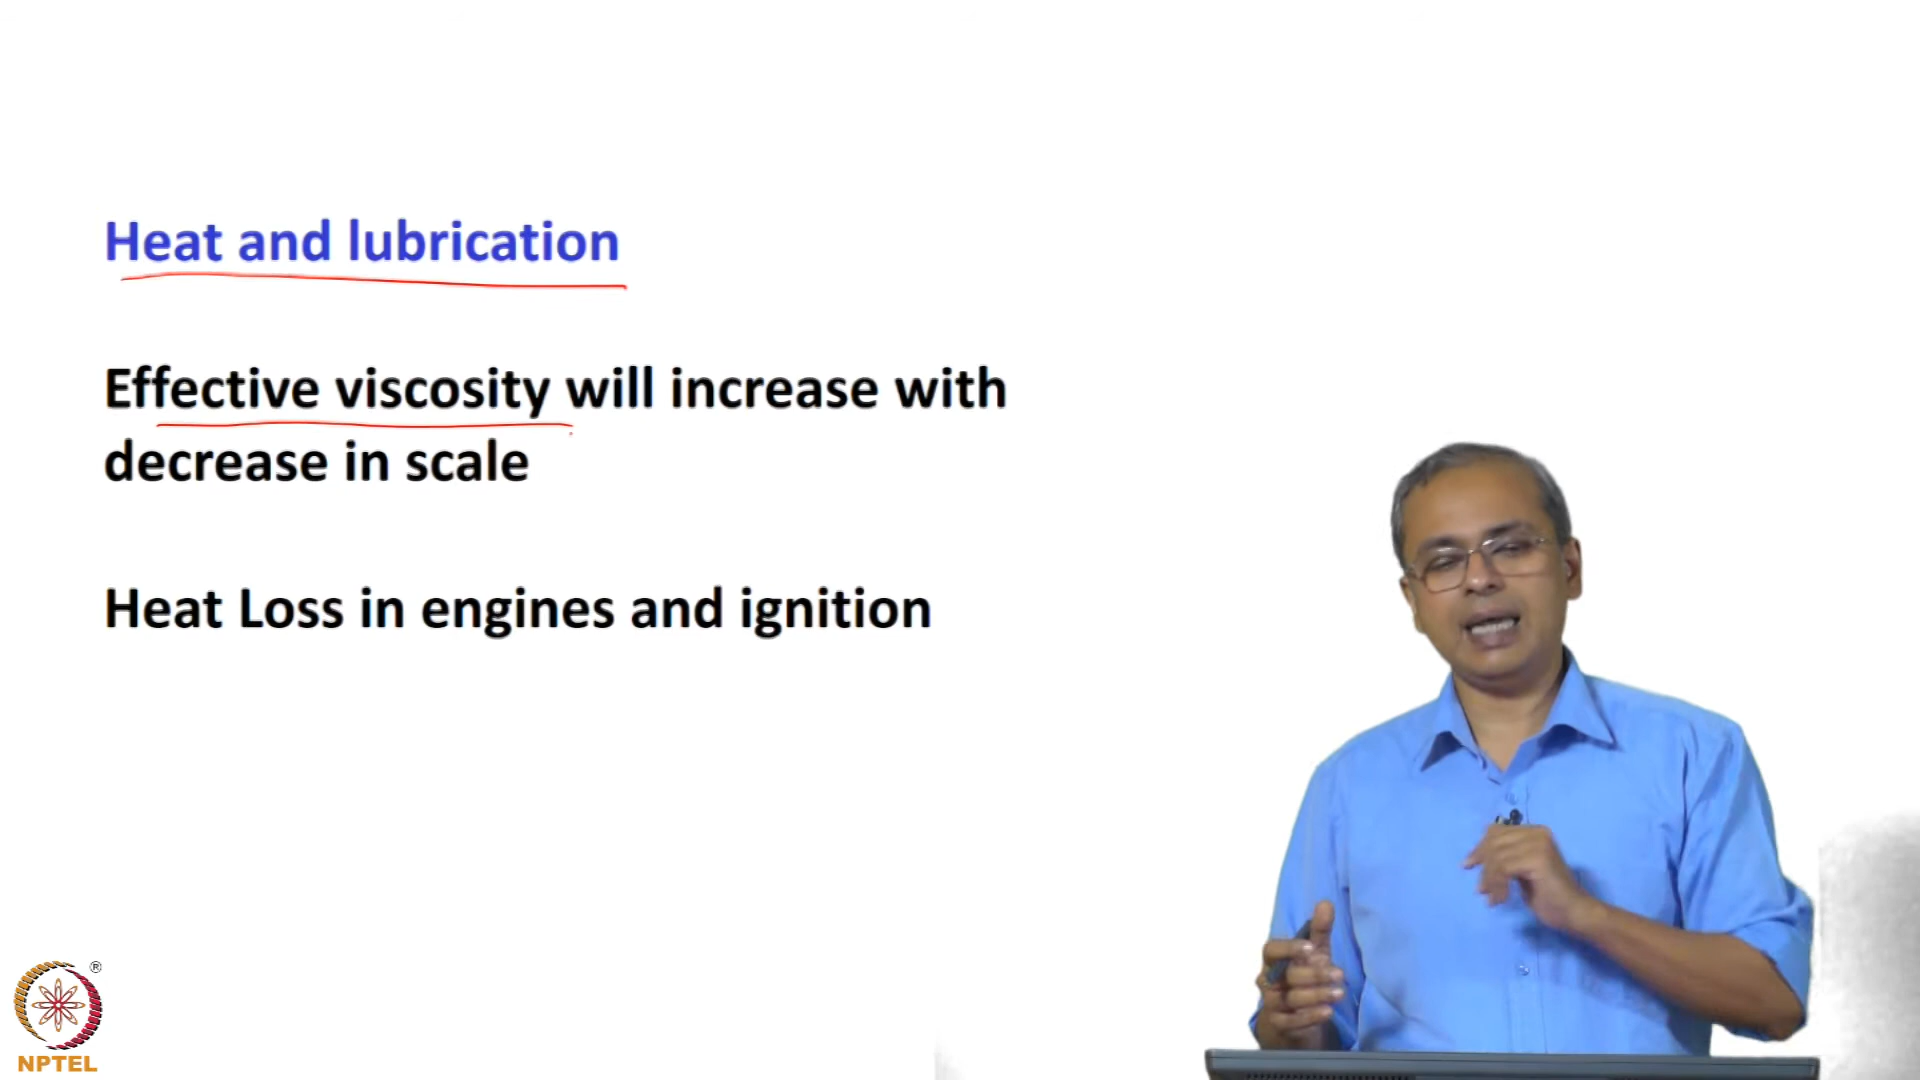 Heat and lubrication
Effective viscosity will increase with
decrease in scale
Heat Loss in engines and ignition
®
NPTEL